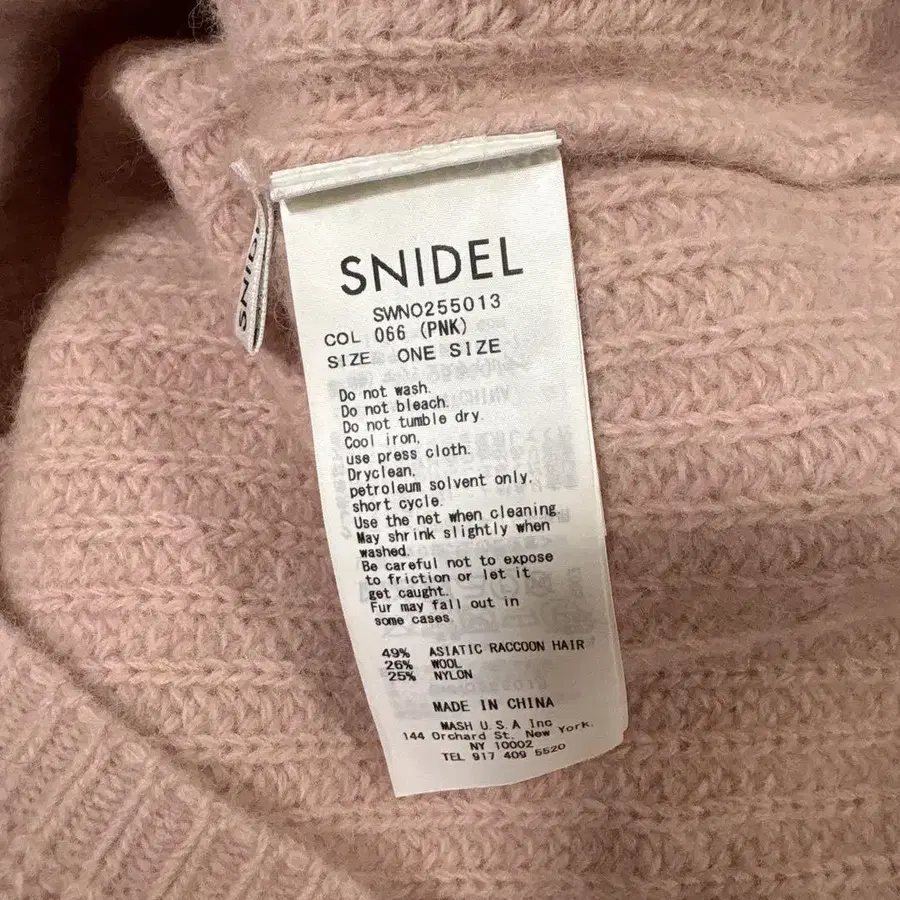 SNIDEL
SWNO255013
COL 066 (PNK)
SIZE ONE SIZE
Do not wash.
Do not bleach.
Do not tumble dry.
Cool iron,
use press cloth.
Dryclean,
petroleum solvent only,
short cycle.
Use the net when cleaning.
May shrink slightly when
washed.
Be careful not to expose
to friction or let it
get caught.
Fur may fall out in
some cases.
49% ASIATIC RACCOON HAIR
26% WOOL
25% NYLON
MADE IN CHINA
MASH U.S.A Inc
144 Orchard St. New York.
NY 10002
TEL 917 409 5520
SNID